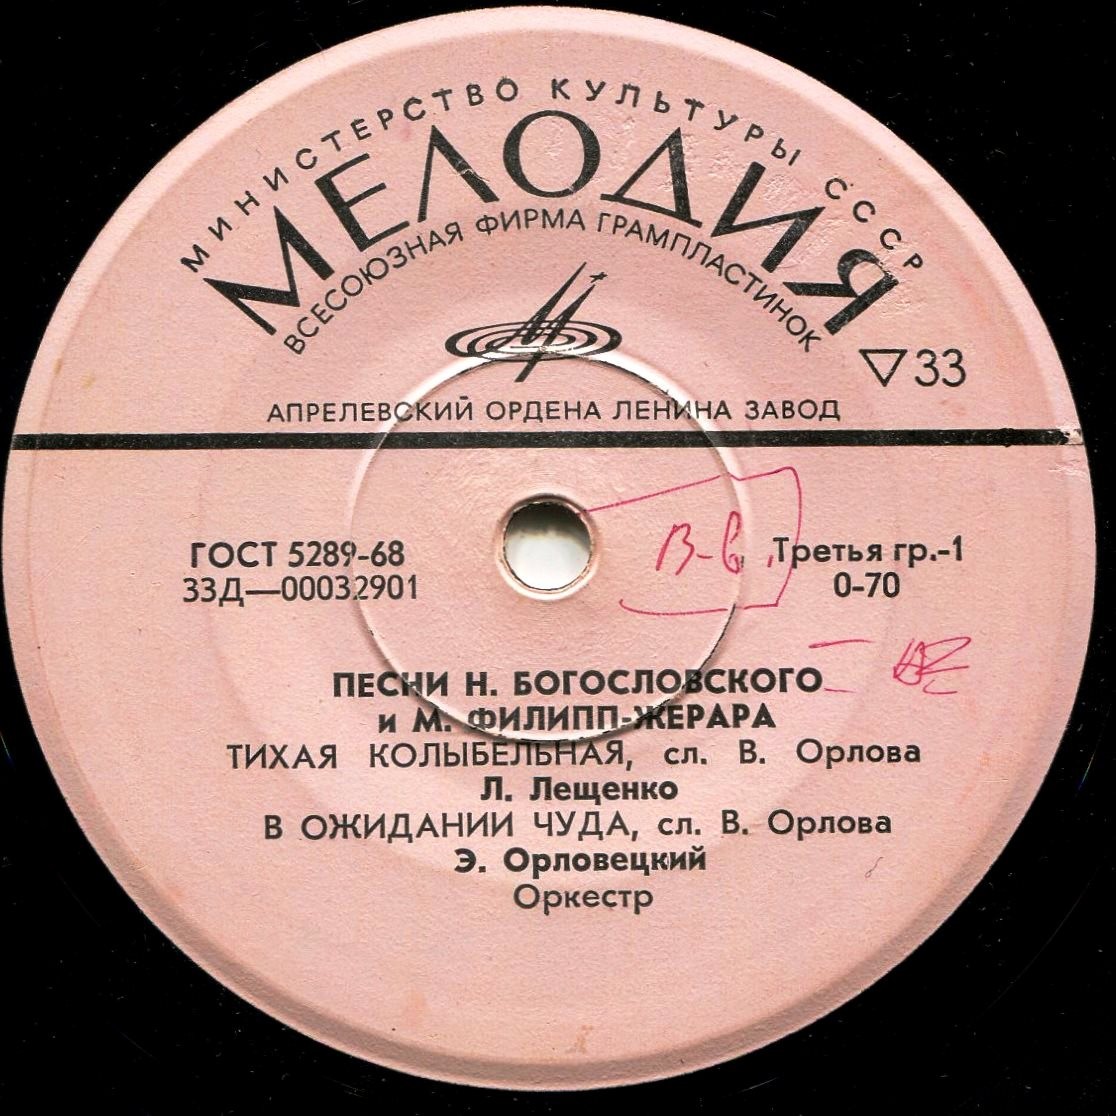 МИНИСТЕРСТВО КУЛЬТУРЫ СССР
МЕЛОДИЯ
ВСЕСОЮЗНАЯ ФИРМА ГРАМПЛАСТИНОК
▽33
АПРЕЛЕВСКИЙ ОРДЕНА ЛЕНИНА ЗАВОД
ГОСТ 5289-68
33Д—00032901
В-6
Третья гр.-1
0-70
ПЕСНИ Н. БОГОСЛОВСКОГО
и М. ФИЛИПП-ЖЕРАРА
ТИХАЯ КОЛЫБЕЛЬНАЯ, сл. В. Орлова
Л. Лещенко
В ОЖИДАНИИ ЧУДА, сл. В. Орлова
Э. Орловецкий
Оркестр